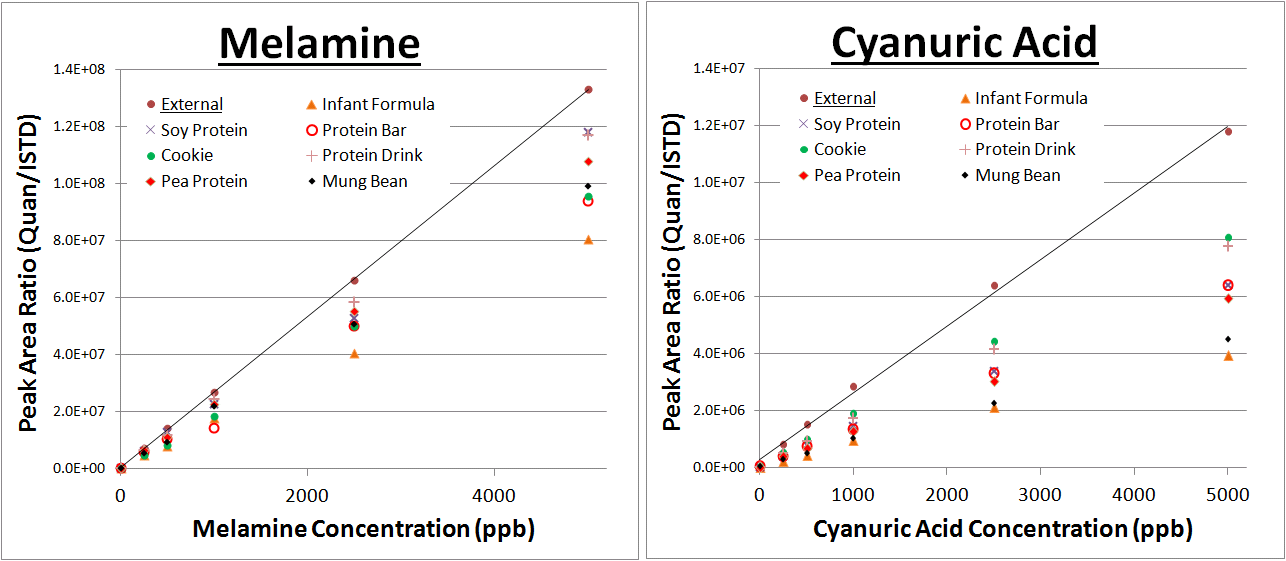 Melamine
1.4E+08
1.2E+08
1.0E+08
8.0E+07
6.0E+07
4.0E+07
2.0E+07
0.0E+00
Peak Area Ratio (Quan/ISTD)
External
Infant Formula
Soy Protein
Protein Bar
Cookie
Protein Drink
Pea Protein
Mung Bean
0
2000
4000
Melamine Concentration (ppb)
Cyanuric Acid
1.4E+07
1.2E+07
1.0E+07
8.0E+06
6.0E+06
4.0E+06
2.0E+06
0.0E+00
Peak Area Ratio (Quan/ISTD)
External
Infant Formula
Soy Protein
Protein Bar
Cookie
Protein Drink
Pea Protein
Mung Bean
0
1000
2000
3000
4000
5000
Cyanuric Acid Concentration (ppb)